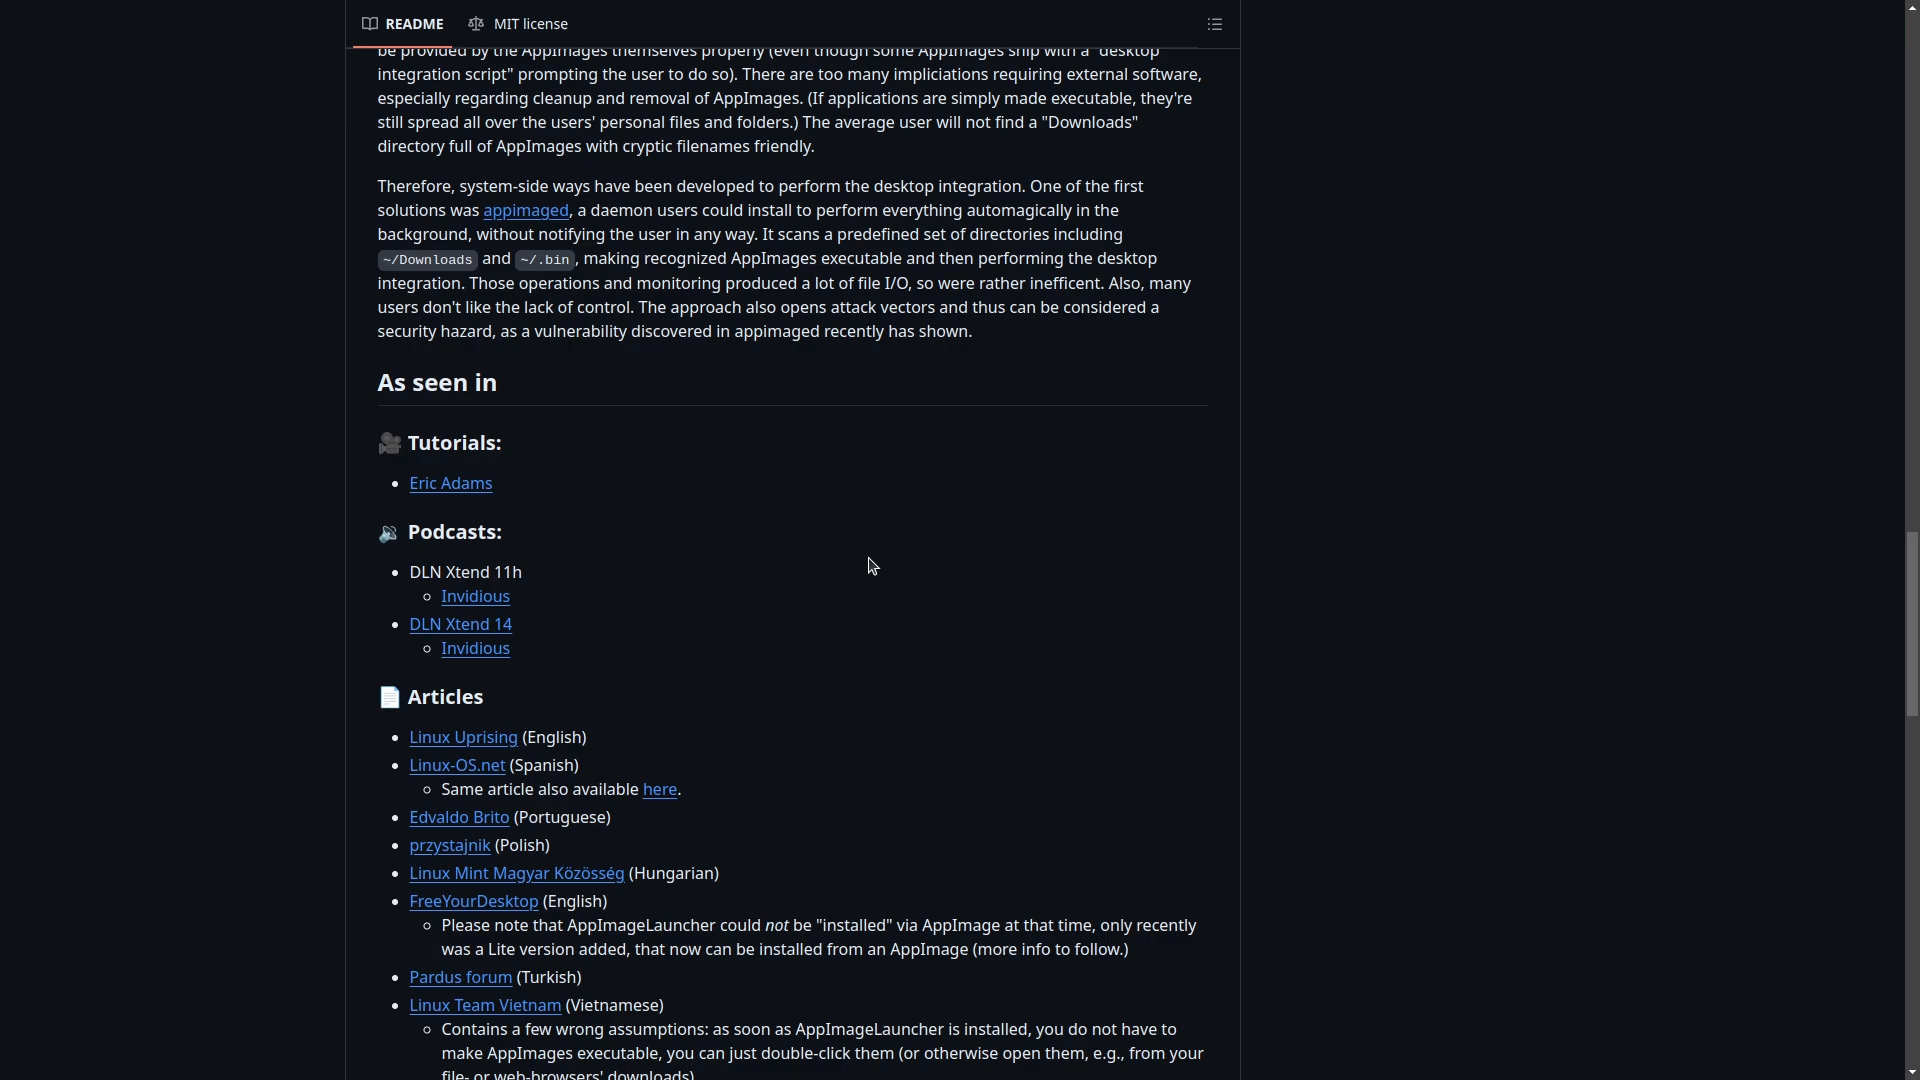 README MIT license
be provided by the AppImages themselves properly (even though some AppImages ship with a "desktop
integration script" prompting the user to do so). There are too many impliciations requiring external software,
especially regarding cleanup and removal of AppImages. (If applications are simply made executable, they're
still spread all over the users' personal files and folders.) The average user will not find a "Downloads"
directory full of AppImages with cryptic filenames friendly.
Therefore, system-side ways have been developed to perform the desktop integration. One of the first
solutions was appimaged, a daemon users could install to perform everything automagically in the
background, without notifying the user in any way. It scans a predefined set of directories including
~/Downloads and ~/.bin, making recognized AppImages executable and then performing the desktop
integration. Those operations and monitoring produced a lot of file I/O, so were rather inefficent. Also, many
users don't like the lack of control. The approach also opens attack vectors and thus can be considered a
security hazard, as a vulnerability discovered in appimaged recently has shown.
As seen in
🎥 Tutorials:
• Eric Adams
🔉 Podcasts:
• DLN Xtend 11h
◦ Invidious
• DLN Xtend 14
◦ Invidious
📄 Articles
• Linux Uprising (English)
• Linux-OS.net (Spanish)
◦ Same article also available here.
• Edvaldo Brito (Portuguese)
• przystajnik (Polish)
• Linux Mint Magyar Közösség (Hungarian)
• FreeYourDesktop (English)
◦ Please note that AppImageLauncher could not be "installed" via AppImage at that time, only recently
was a Lite version added, that now can be installed from an AppImage (more info to follow.)
• Pardus forum (Turkish)
• Linux Team Vietnam (Vietnamese)
◦ Contains a few wrong assumptions: as soon as AppImageLauncher is installed, you do not have to
make AppImages executable, you can just double-click them (or otherwise open them, e.g., from your
file- or web-browsers' downloads)